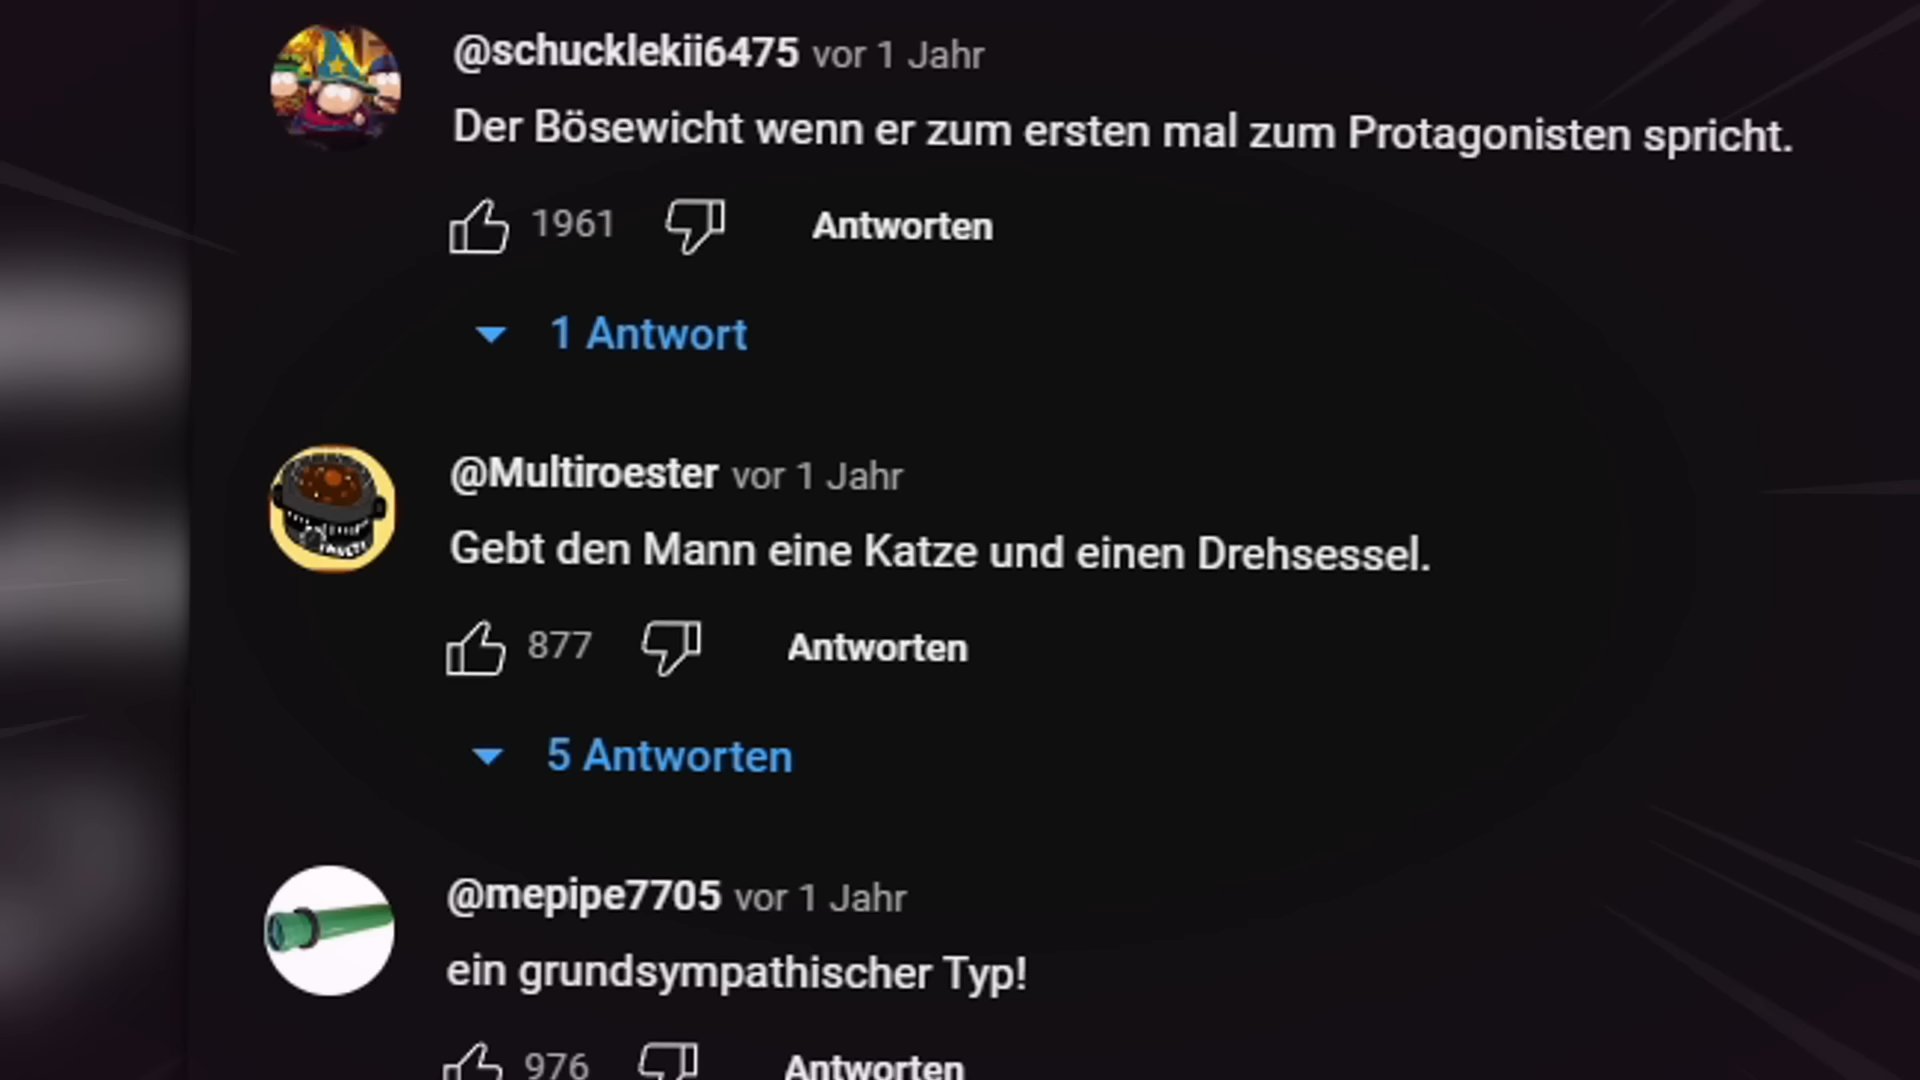 @schucklekii6475 vor 1 Jahr
Der Bösewicht wenn er zum ersten mal zum Protagonisten spricht.
1961 Antworten
1 Antwort
@Multiroester vor 1 Jahr
Gebt den Mann eine Katze und einen Drehsessel.
877 Antworten
5 Antworten
@mepipe7705 vor 1 Jahr
ein grundsympathischer Typ!
976 Antworten